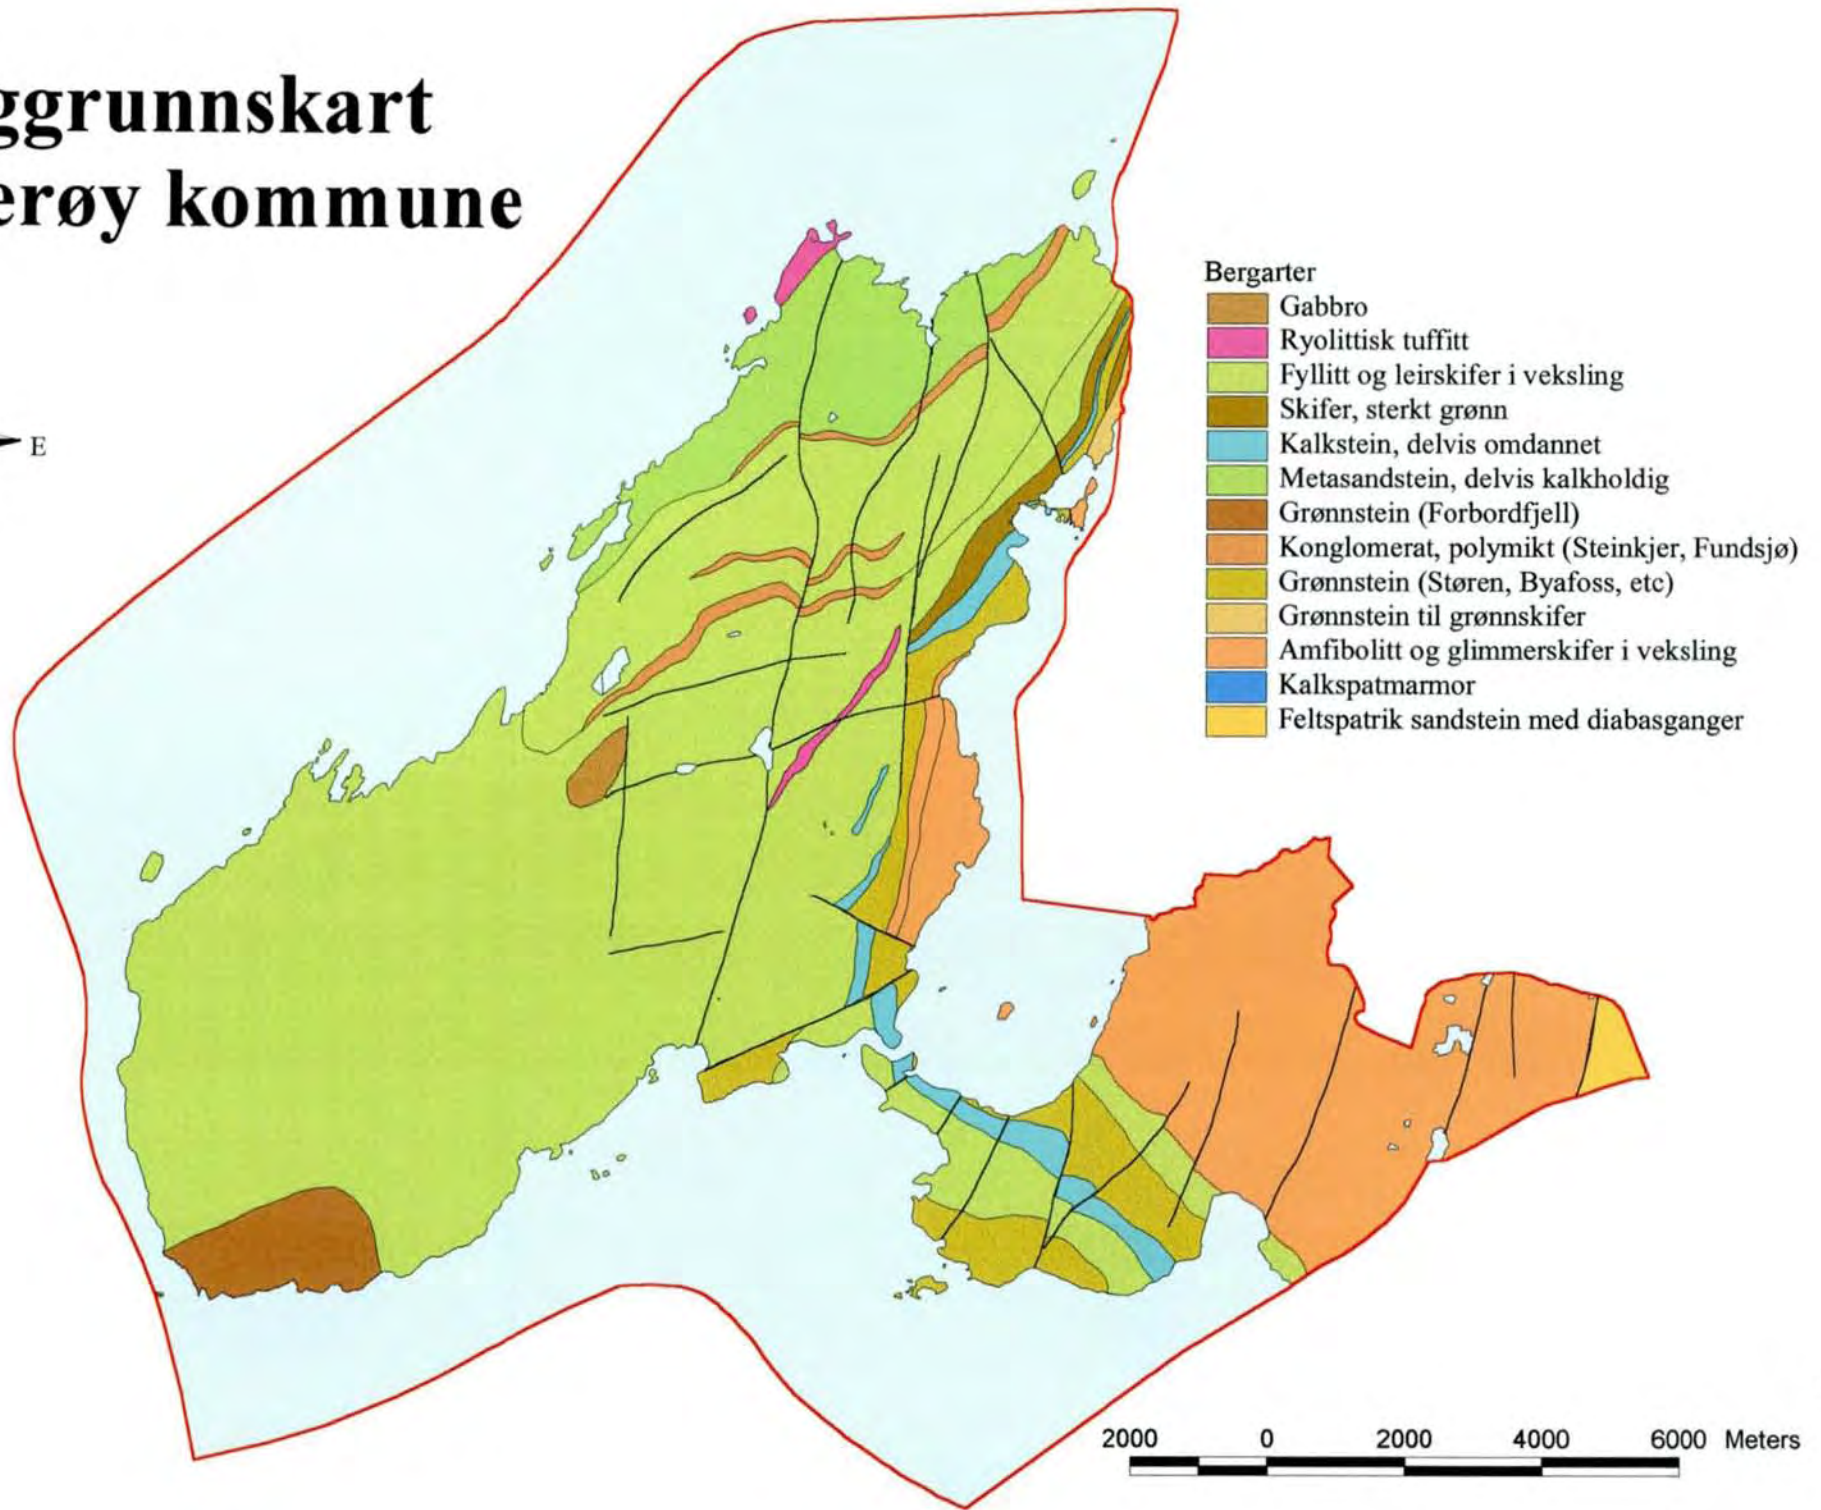 ggrunnskart
erøy kommune
E
Bergarter
Gabbro
Ryolittisk tuffitt
Fyllitt og leirskifer i veksling
Skifer, sterkt grønn
Kalkstein, delvis omdannet
Metasandstein, delvis kalkholdig
Grønnstein (Forbordfjell)
Konglomerat, polymikt (Steinkjer, Fundsjø)
Grønnstein (Støren, Byafoss, etc)
Grønnstein til grønnskifer
Amfibolitt og glimmerskifer i veksling
Kalkspatmarmor
Feltspatrik sandstein med diabasganger
2000 0 2000 4000 6000 Meters